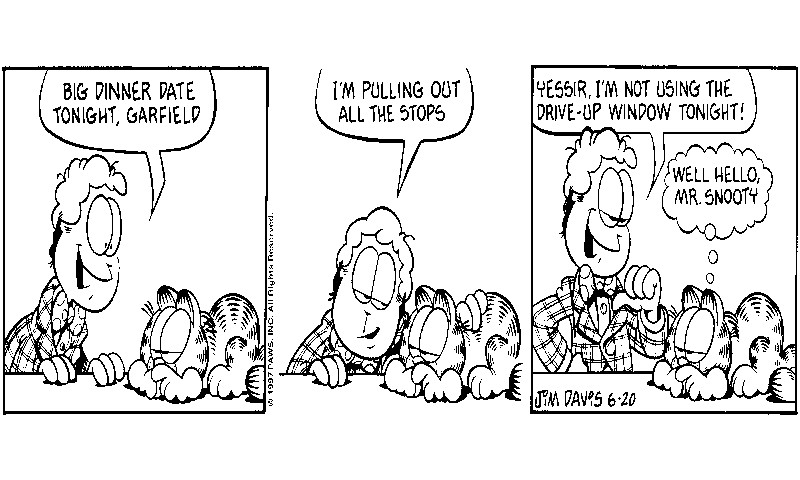 BIG DINNER DATE
TONIGHT, GARFIELD
I'M PULLING OUT
ALL THE STOPS
YESSIR, I'M NOT USING THE
DRIVE-UP WINDOW TONIGHT!
WELL HELLO,
MR. SNOOTY
© 1997 PAWS, INC. All Rights Reserved.
JIM DAVIS 6-20